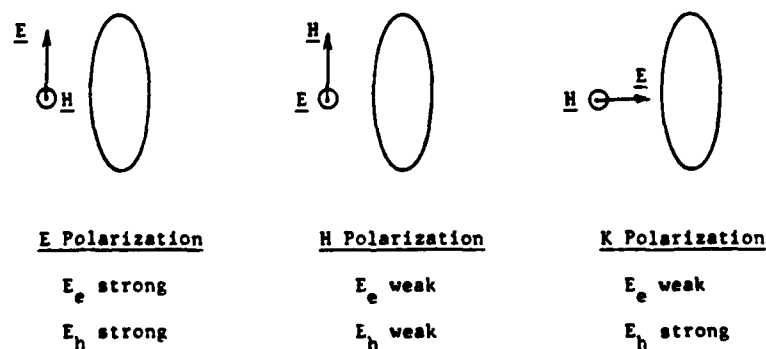 E H E
H E H
E Polarization H Polarization K Polarization
E_e strong E_e weak E_e weak
E_h strong E_h weak E_h strong